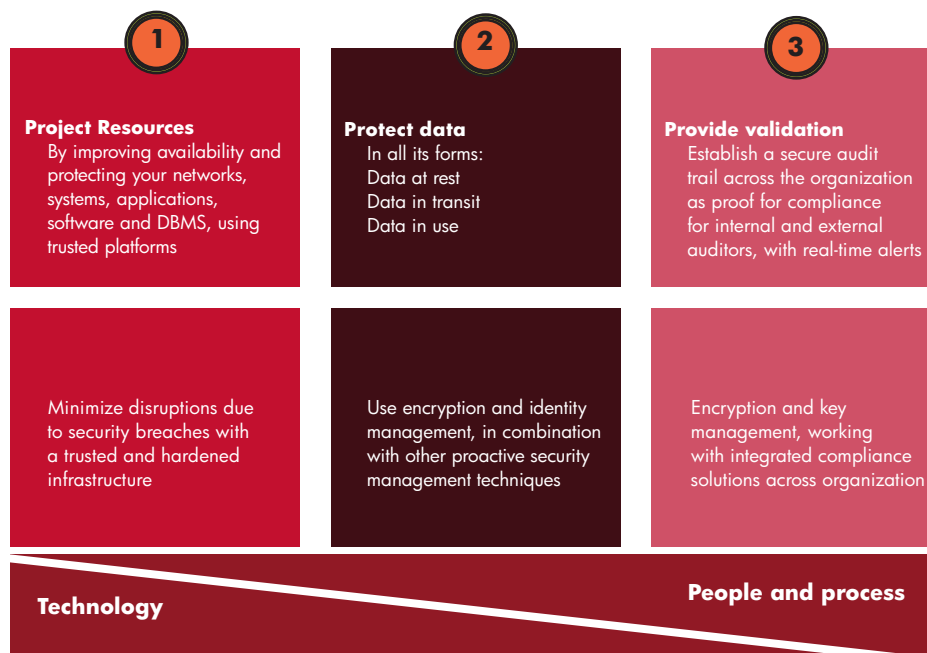 1
Project Resources
By improving availability and
protecting your networks,
systems, applications,
software and DBMS, using
trusted platforms
2
Protect data
In all its forms:
Data at rest
Data in transit
Data in use
3
Provide validation
Establish a secure audit
trail across the organization
as proof for compliance
for internal and external
auditors, with real-time alerts
Minimize disruptions due
to security breaches with
a trusted and hardened
infrastructure
Use encryption and identity
management, in combination
with other proactive security
management techniques
Encryption and key
management, working
with integrated compliance
solutions across organization
Technology
People and process